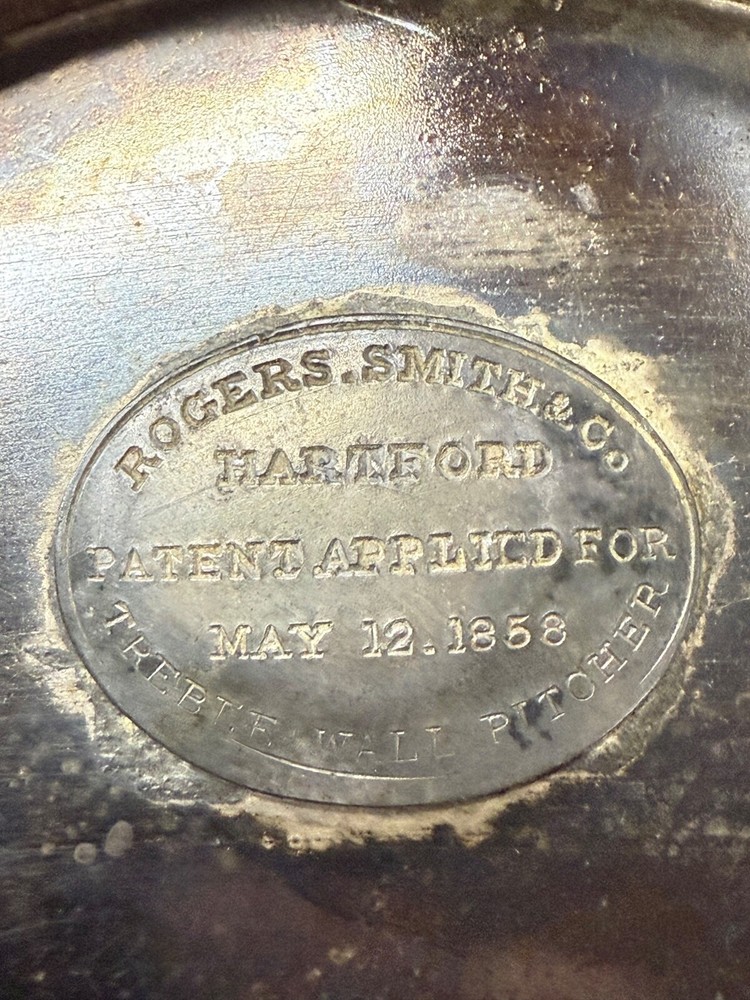 ROGERS.SMITH & Co
HARTFORD
PATENT APPLIED FOR
MAY 12.1858
TREBLE WALL PITCHER